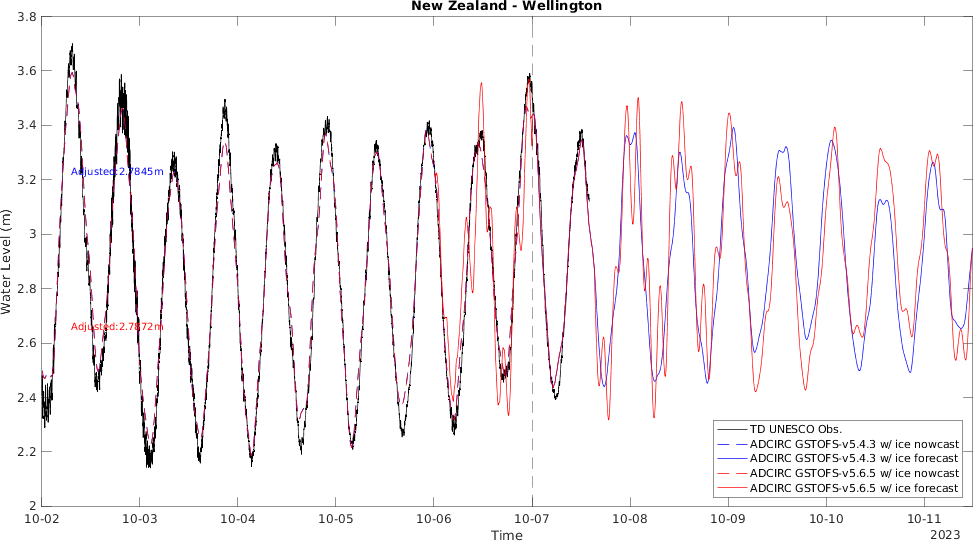 New Zealand - Wellington
Water Level (m)
3.8
3.6
3.4
3.2
3
2.8
2.6
2.4
2.2
2
Adjusted:2.7845m
Adjusted:2.7872m
TD UNESCO Obs.
ADCIRC GSTOFS-v5.4.3 w/ ice nowcast
ADCIRC GSTOFS-v5.4.3 w/ ice forecast
ADCIRC GSTOFS-v5.6.5 w/ ice nowcast
ADCIRC GSTOFS-v5.6.5 w/ ice forecast
10-02 10-03 10-04 10-05 10-06 10-07 10-08 10-09 10-10 10-11
Time
2023